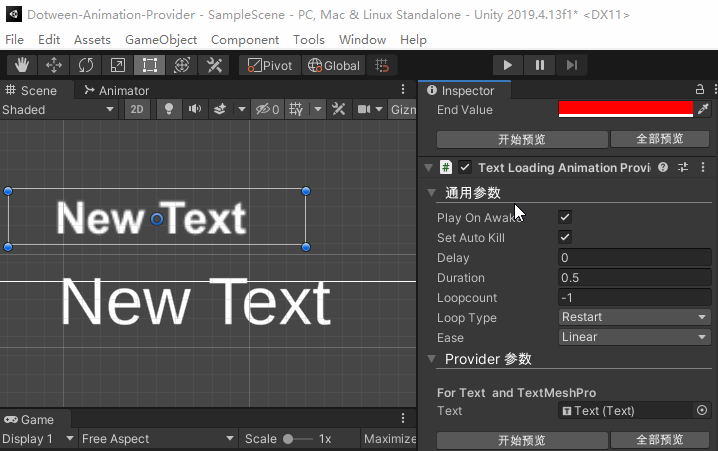 Dotween-Animation-Provider - SampleScene - PC, Mac & Linux Standalone - Unity 2019.4.13f1* <DX11>
File Edit Assets GameObject Component Tools Window Help
Pivot Global
Scene Animator
Shaded 2D 0 Gizm
New Text
New Text
Game
Display 1 Free Aspect Scale 1x Maximize
Inspector
End Value
开始预览 全部预览
# Text Loading Animation Provi
通用参数
Play On Awake
Set Auto Kill
Delay 0
Duration 0.5
Loopcount -1
Loop Type Restart
Ease Linear
Provider 参数
For Text and TextMeshPro
Text Text (Text)
开始预览 全部预览